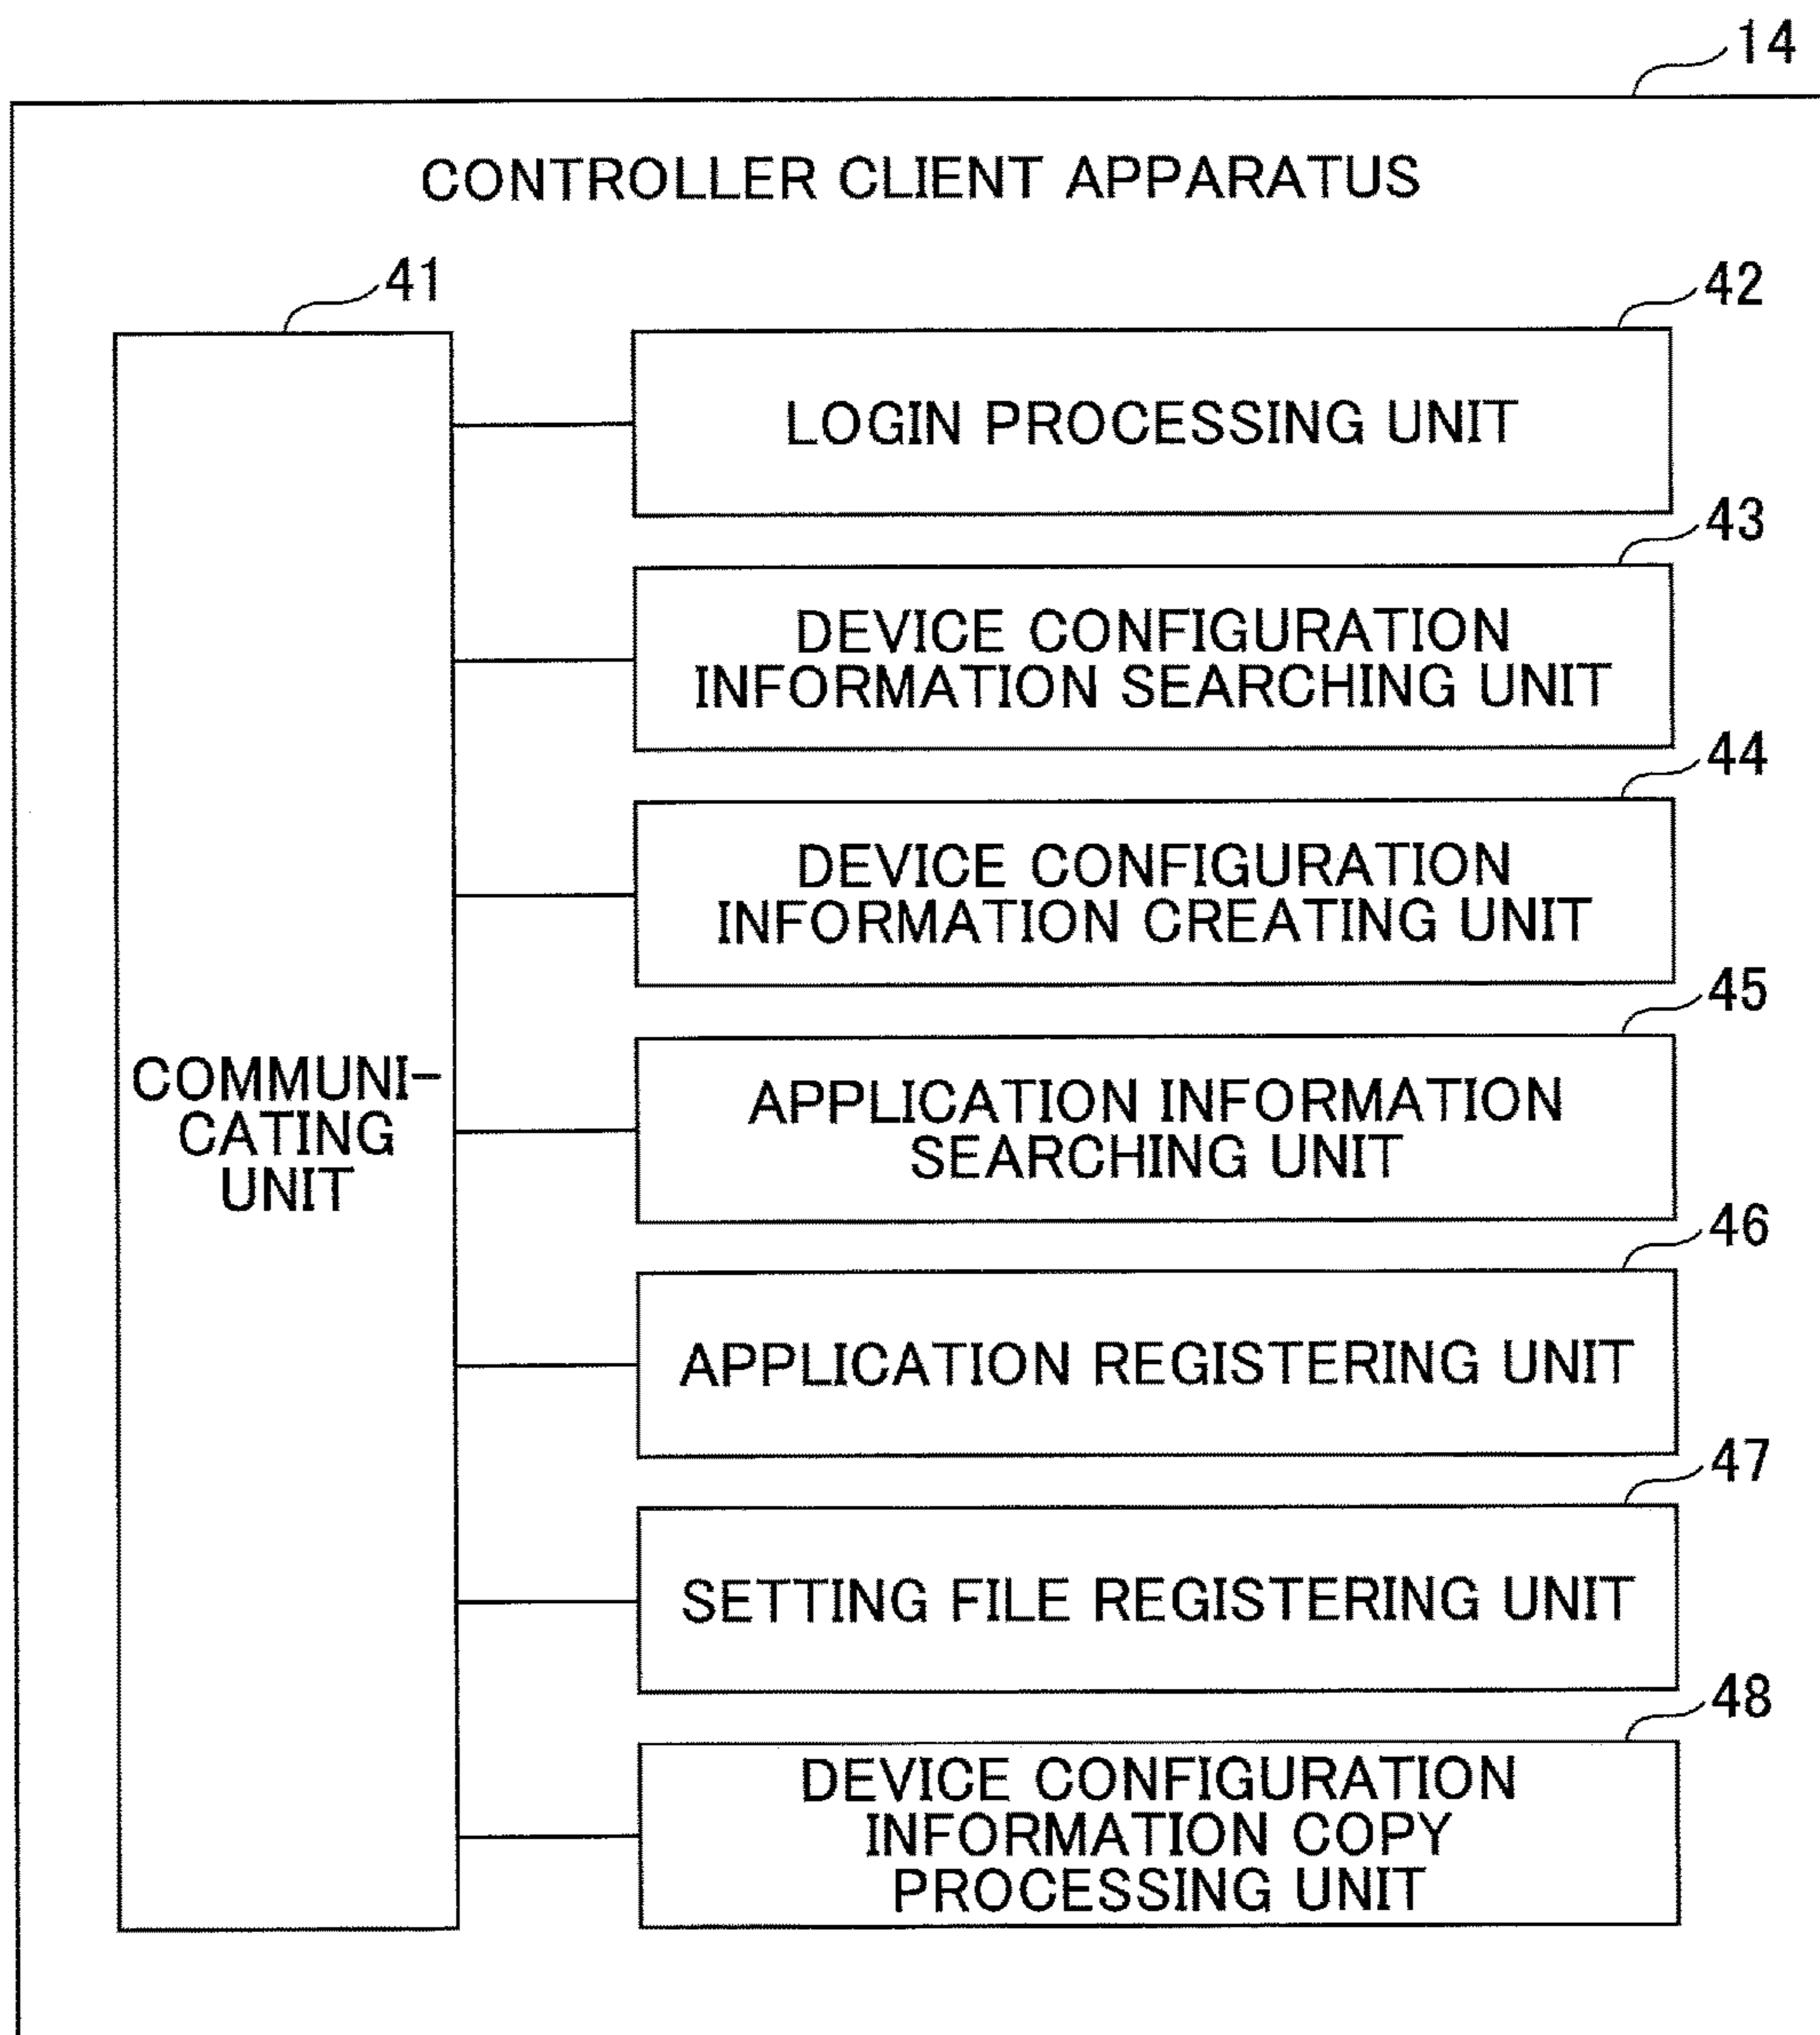 14
CONTROLLER CLIENT APPARATUS
41
COMMUNI-
CATING
UNIT
42
LOGIN PROCESSING UNIT
43
DEVICE CONFIGURATION
INFORMATION SEARCHING UNIT
44
DEVICE CONFIGURATION
INFORMATION CREATING UNIT
45
APPLICATION INFORMATION
SEARCHING UNIT
46
APPLICATION REGISTERING UNIT
47
SETTING FILE REGISTERING UNIT
48
DEVICE CONFIGURATION
INFORMATION COPY
PROCESSING UNIT